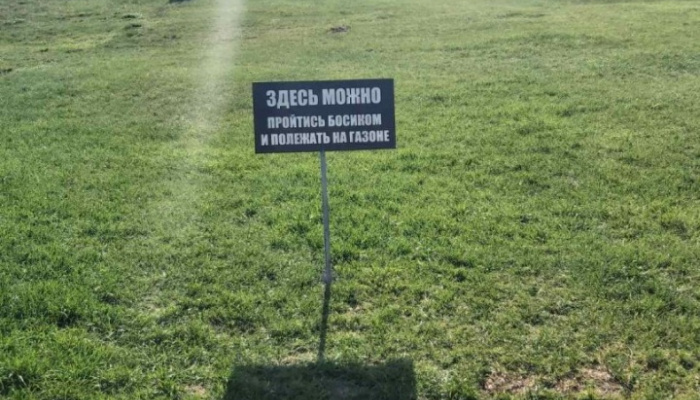 ЗДЕСЬ МОЖНО
ПРОЙТИСЬ БОСИКОМ
И ПОЛЕЖАТЬ НА ГАЗОНЕ